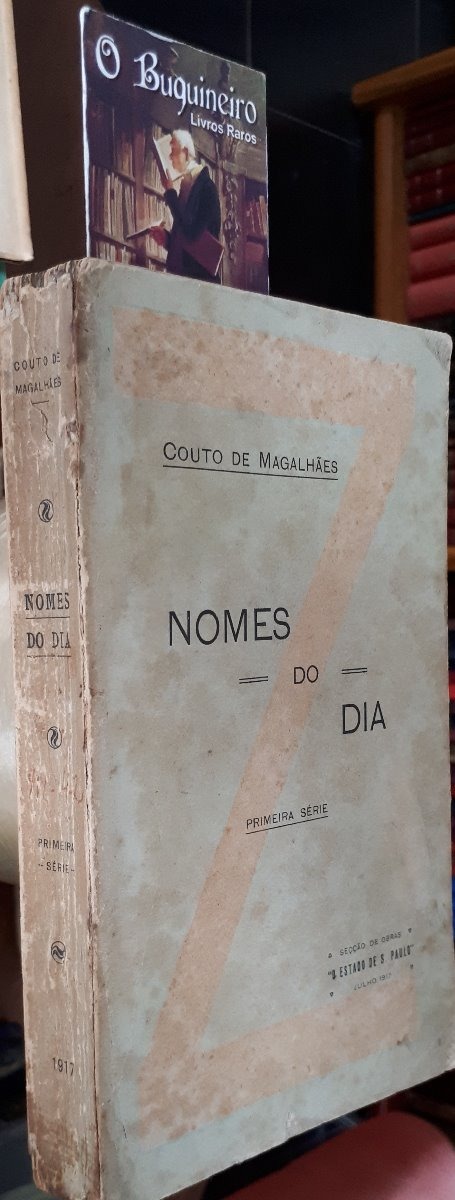 O Buquineiro
Livros Raros
COUTO DE
MAGALHÃES
NOMES
DO DIA
PRIMEIRA
- SÉRIE -
1917
COUTO DE MAGALHÃES
NOMES
DO
DIA
PRIMEIRA SÉRIE
SECÇÃO DE OBRAS
"O ESTADO DE S. PAULO"
JULHO 1917